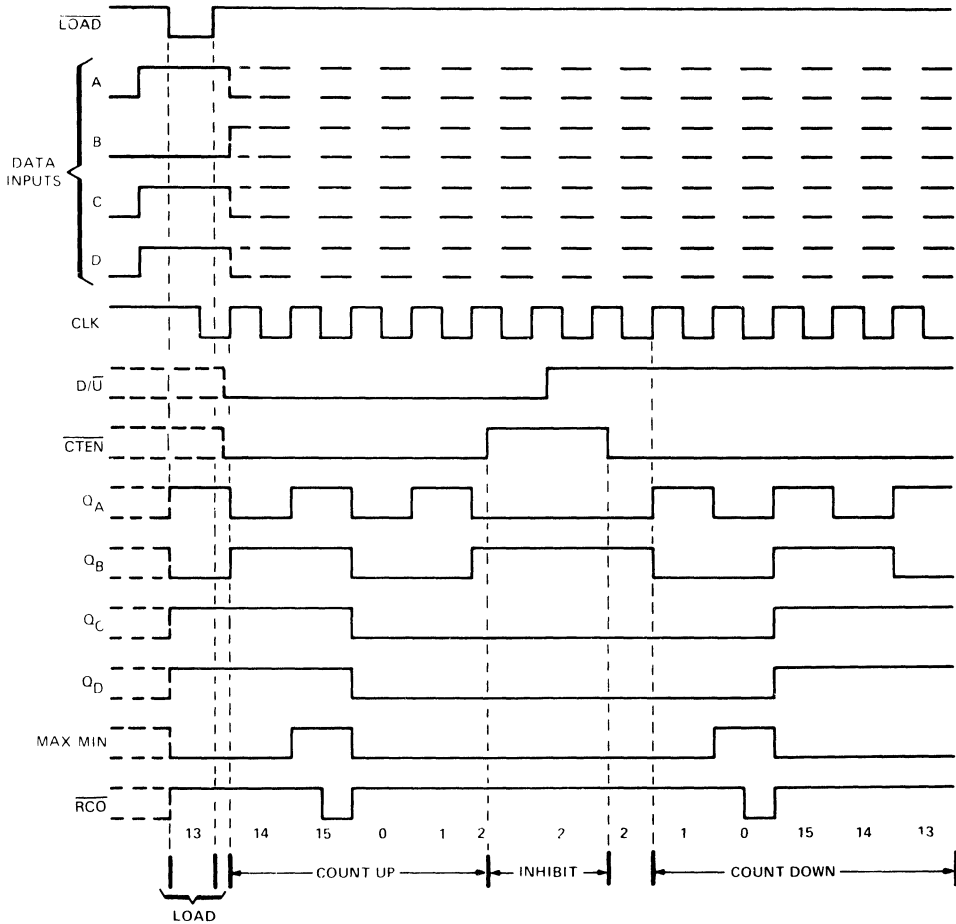 LOAD
A
B
DATA
INPUTS
C
D
CLK
D/U
CTEN
QA
QB
QC
QD
MAX MIN
RCO
13 14 15 0 1 2 2 2 1 0 15 14 13
COUNT UP INHIBIT COUNT DOWN
LOAD